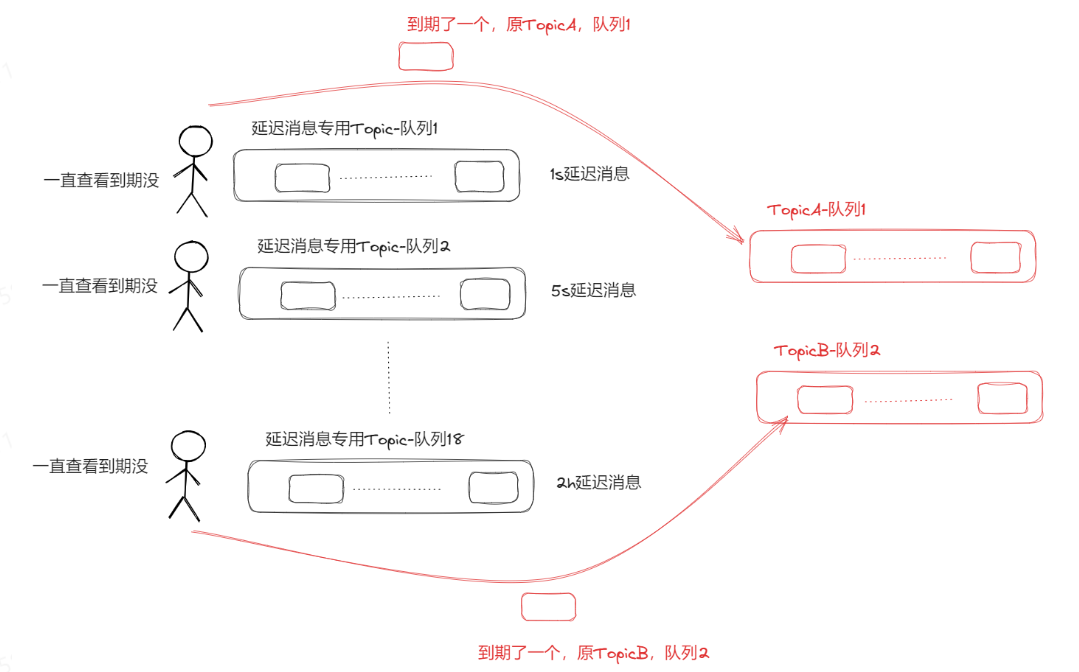 到期了一个，原TopicA，队列1
延迟消息专用Topic-队列1
一直查看到期没
1s延迟消息
TopicA-队列1
延迟消息专用Topic-队列2
一直查看到期没
5s延迟消息
TopicB-队列2
延迟消息专用Topic-队列18
一直查看到期没
2h延迟消息
到期了一个，原TopicB，队列2